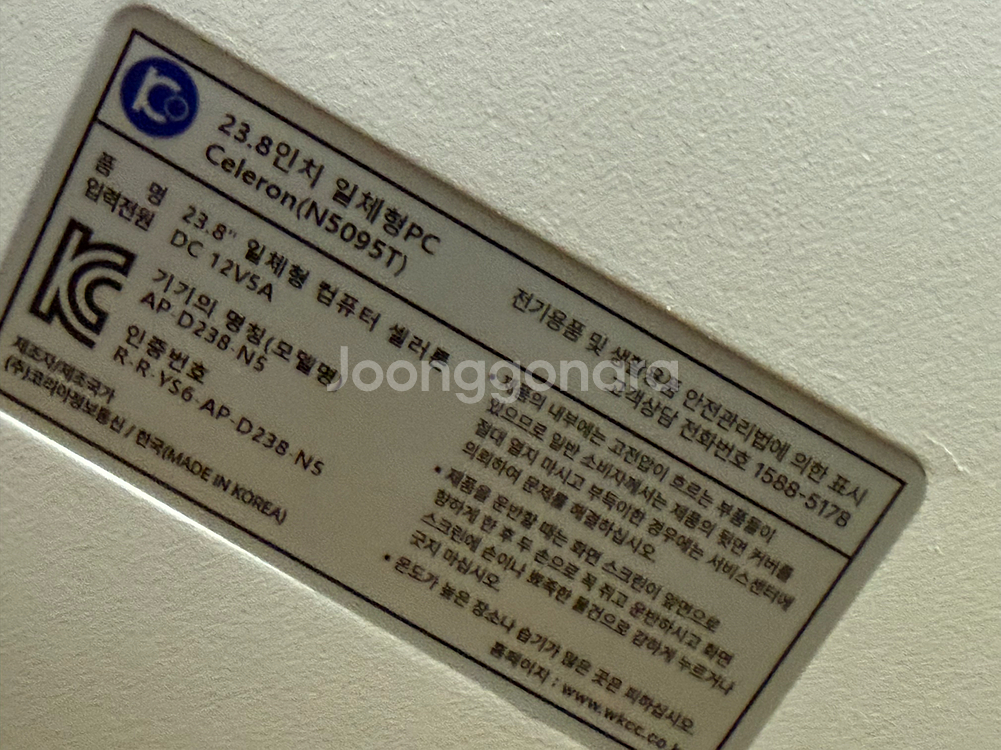 23.8인치 일체형PC
Celeron(N5095T)
전기용품 및 생활용품 안전관리법에 의한 표시
고객상담 전화번호 1588-5178
품 명 23.8" 일체형 컴퓨터 셀러론
입력전원 DC 12V5A
기기의 명칭(모델명)
AP-D238-N5
인증번호
R-R-YS6-AP-D238-N5
제조자/제조국가
(주)코리아정보통신 / 한국(MADE IN KOREA)
• 제품의 내부에는 고전압이 흐르는 부품들이
있으므로 일반 소비자께서는 제품의 뒷면 커버를
절대 열지 마시고 부득이한 경우에는 서비스센터에
의뢰하여 문제를 해결하십시오
• 제품을 운반할 때는 화면 스크린이 앞면으로
향하게 한 후 두 손으로 꼭 쥐고 운반하시고 화면
스크린에 손이나 뾰족한 물건으로 강하게 누르거나
긋지 마십시오
• 온도가 높은 장소나 습기가 많은 곳은 피하십시오
홈페이지 : www.wkcc.co.k
Joonggonara